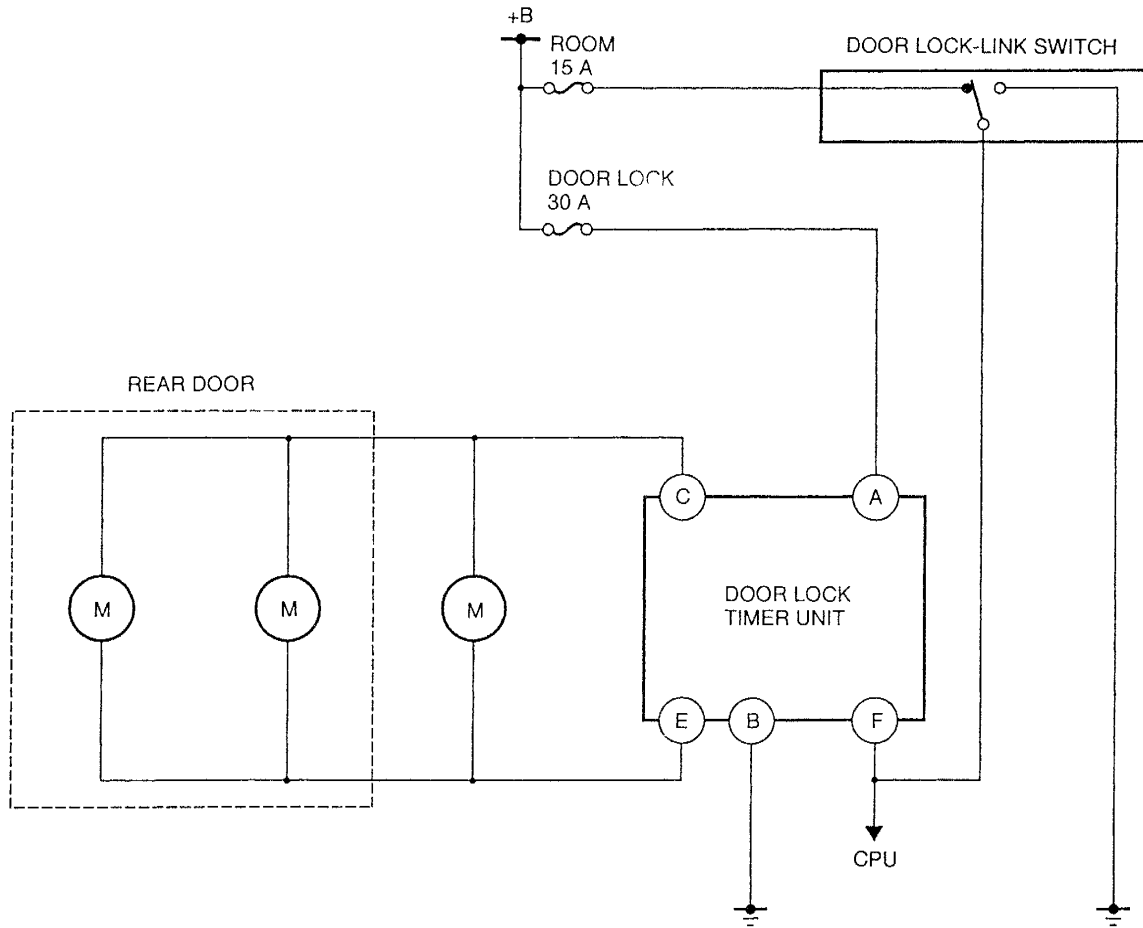 +B
ROOM
15 A
DOOR LOCK-LINK SWITCH
DOOR LOCK
30 A
REAR DOOR
C
A
M
M
M
DOOR LOCK
TIMER UNIT
E
B
F
CPU